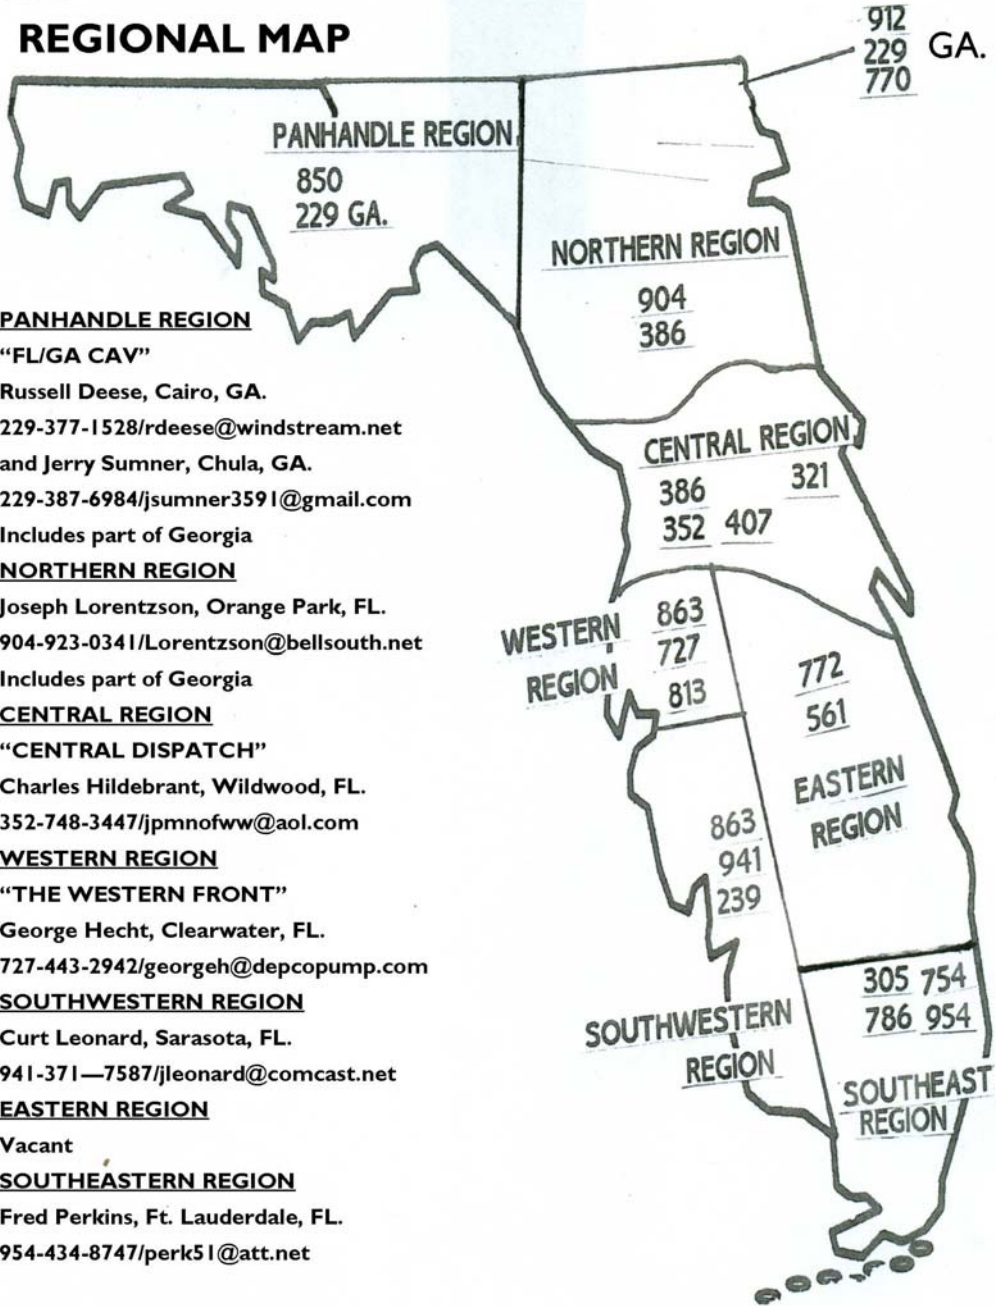 REGIONAL MAP
912
229 GA.
770
PANHANDLE REGION
850
229 GA.
NORTHERN REGION
904
386
CENTRAL REGION
386 321
352 407
WESTERN
REGION
863
727
813
772
561
EASTERN
REGION
863
941
239
SOUTHWESTERN
REGION
305 754
786 954
SOUTHEAST
REGION
PANHANDLE REGION
“FL/GA CAV”
Russell Deese, Cairo, GA.
229-377-1528/rdeese@windstream.net
and Jerry Sumner, Chula, GA.
229-387-6984/jsumner3591@gmail.com
Includes part of Georgia
NORTHERN REGION
Joseph Lorentzson, Orange Park, FL.
904-923-0341/Lorentzson@bellsouth.net
Includes part of Georgia
CENTRAL REGION
“CENTRAL DISPATCH”
Charles Hildebrant, Wildwood, FL.
352-748-3447/jpmnofww@aol.com
WESTERN REGION
“THE WESTERN FRONT”
George Hecht, Clearwater, FL.
727-443-2942/georgeh@depcopump.com
SOUTHWESTERN REGION
Curt Leonard, Sarasota, FL.
941-371—7587/jleonard@comcast.net
EASTERN REGION
Vacant
SOUTHEASTERN REGION
Fred Perkins, Ft. Lauderdale, FL.
954-434-8747/perk51@att.net